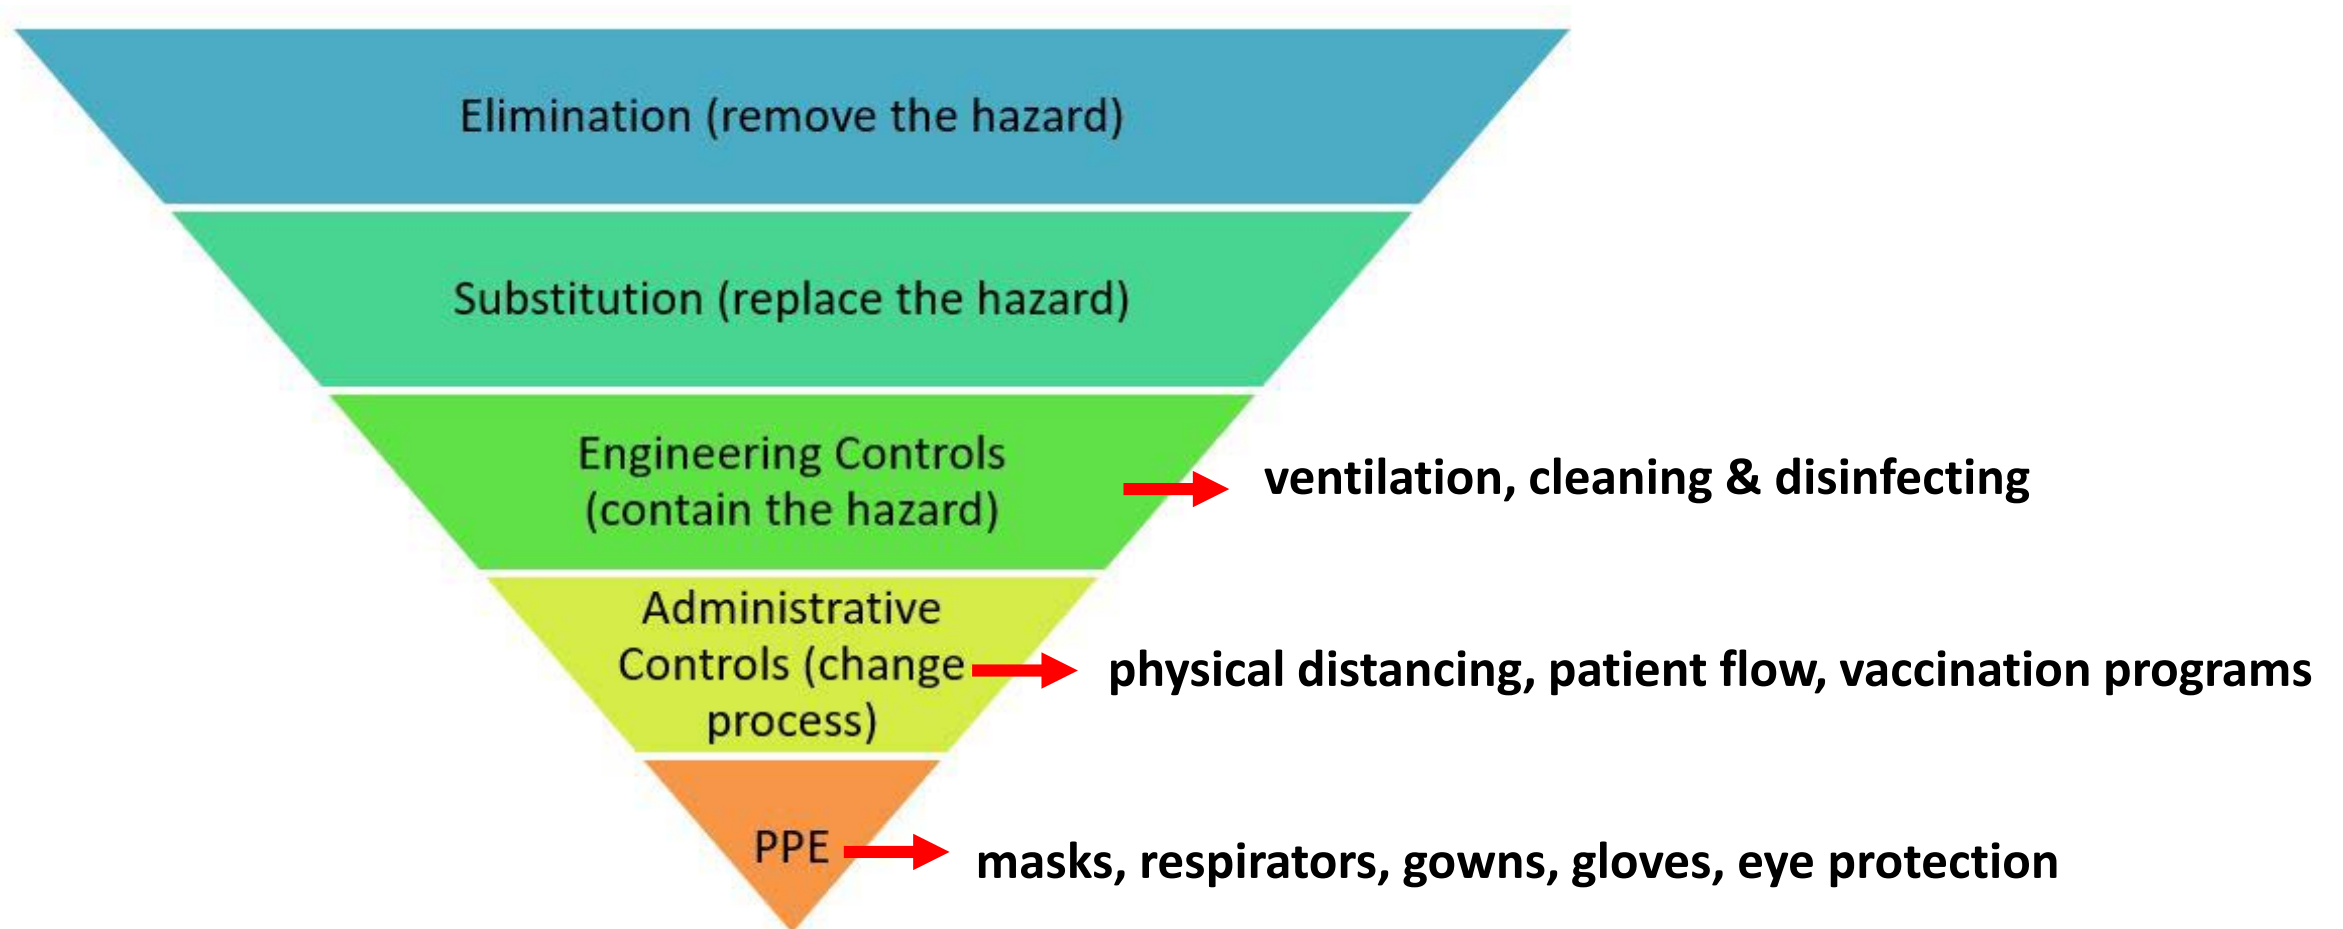 Elimination (remove the hazard)
Substitution (replace the hazard)
Engineering Controls
(contain the hazard)
ventilation, cleaning & disinfecting
Administrative
Controls (change
process)
physical distancing, patient flow, vaccination programs
PPE
masks, respirators, gowns, gloves, eye protection